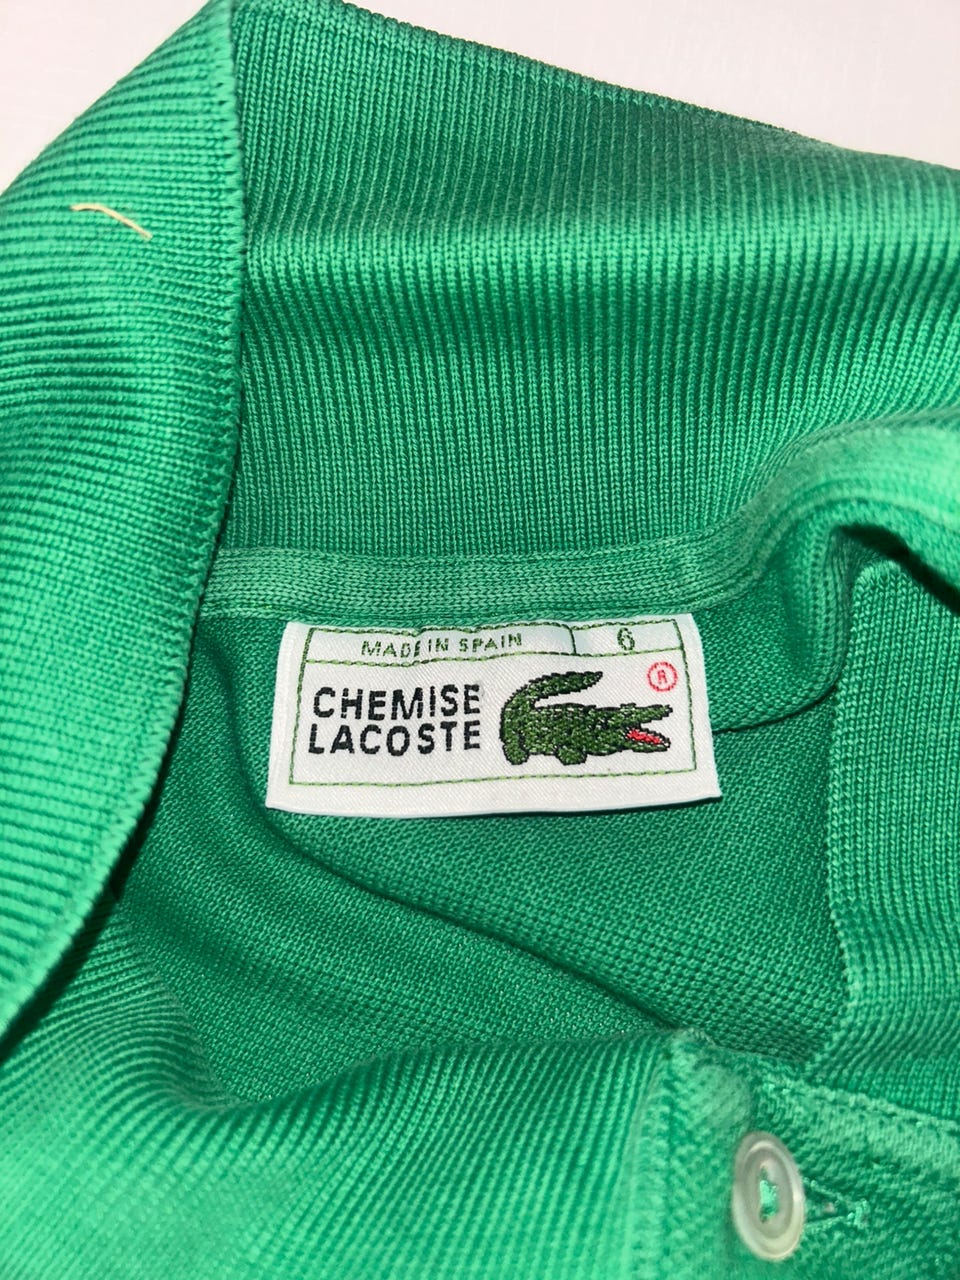 MADE IN SPAIN 6
®
CHEMISE
LACOSTE